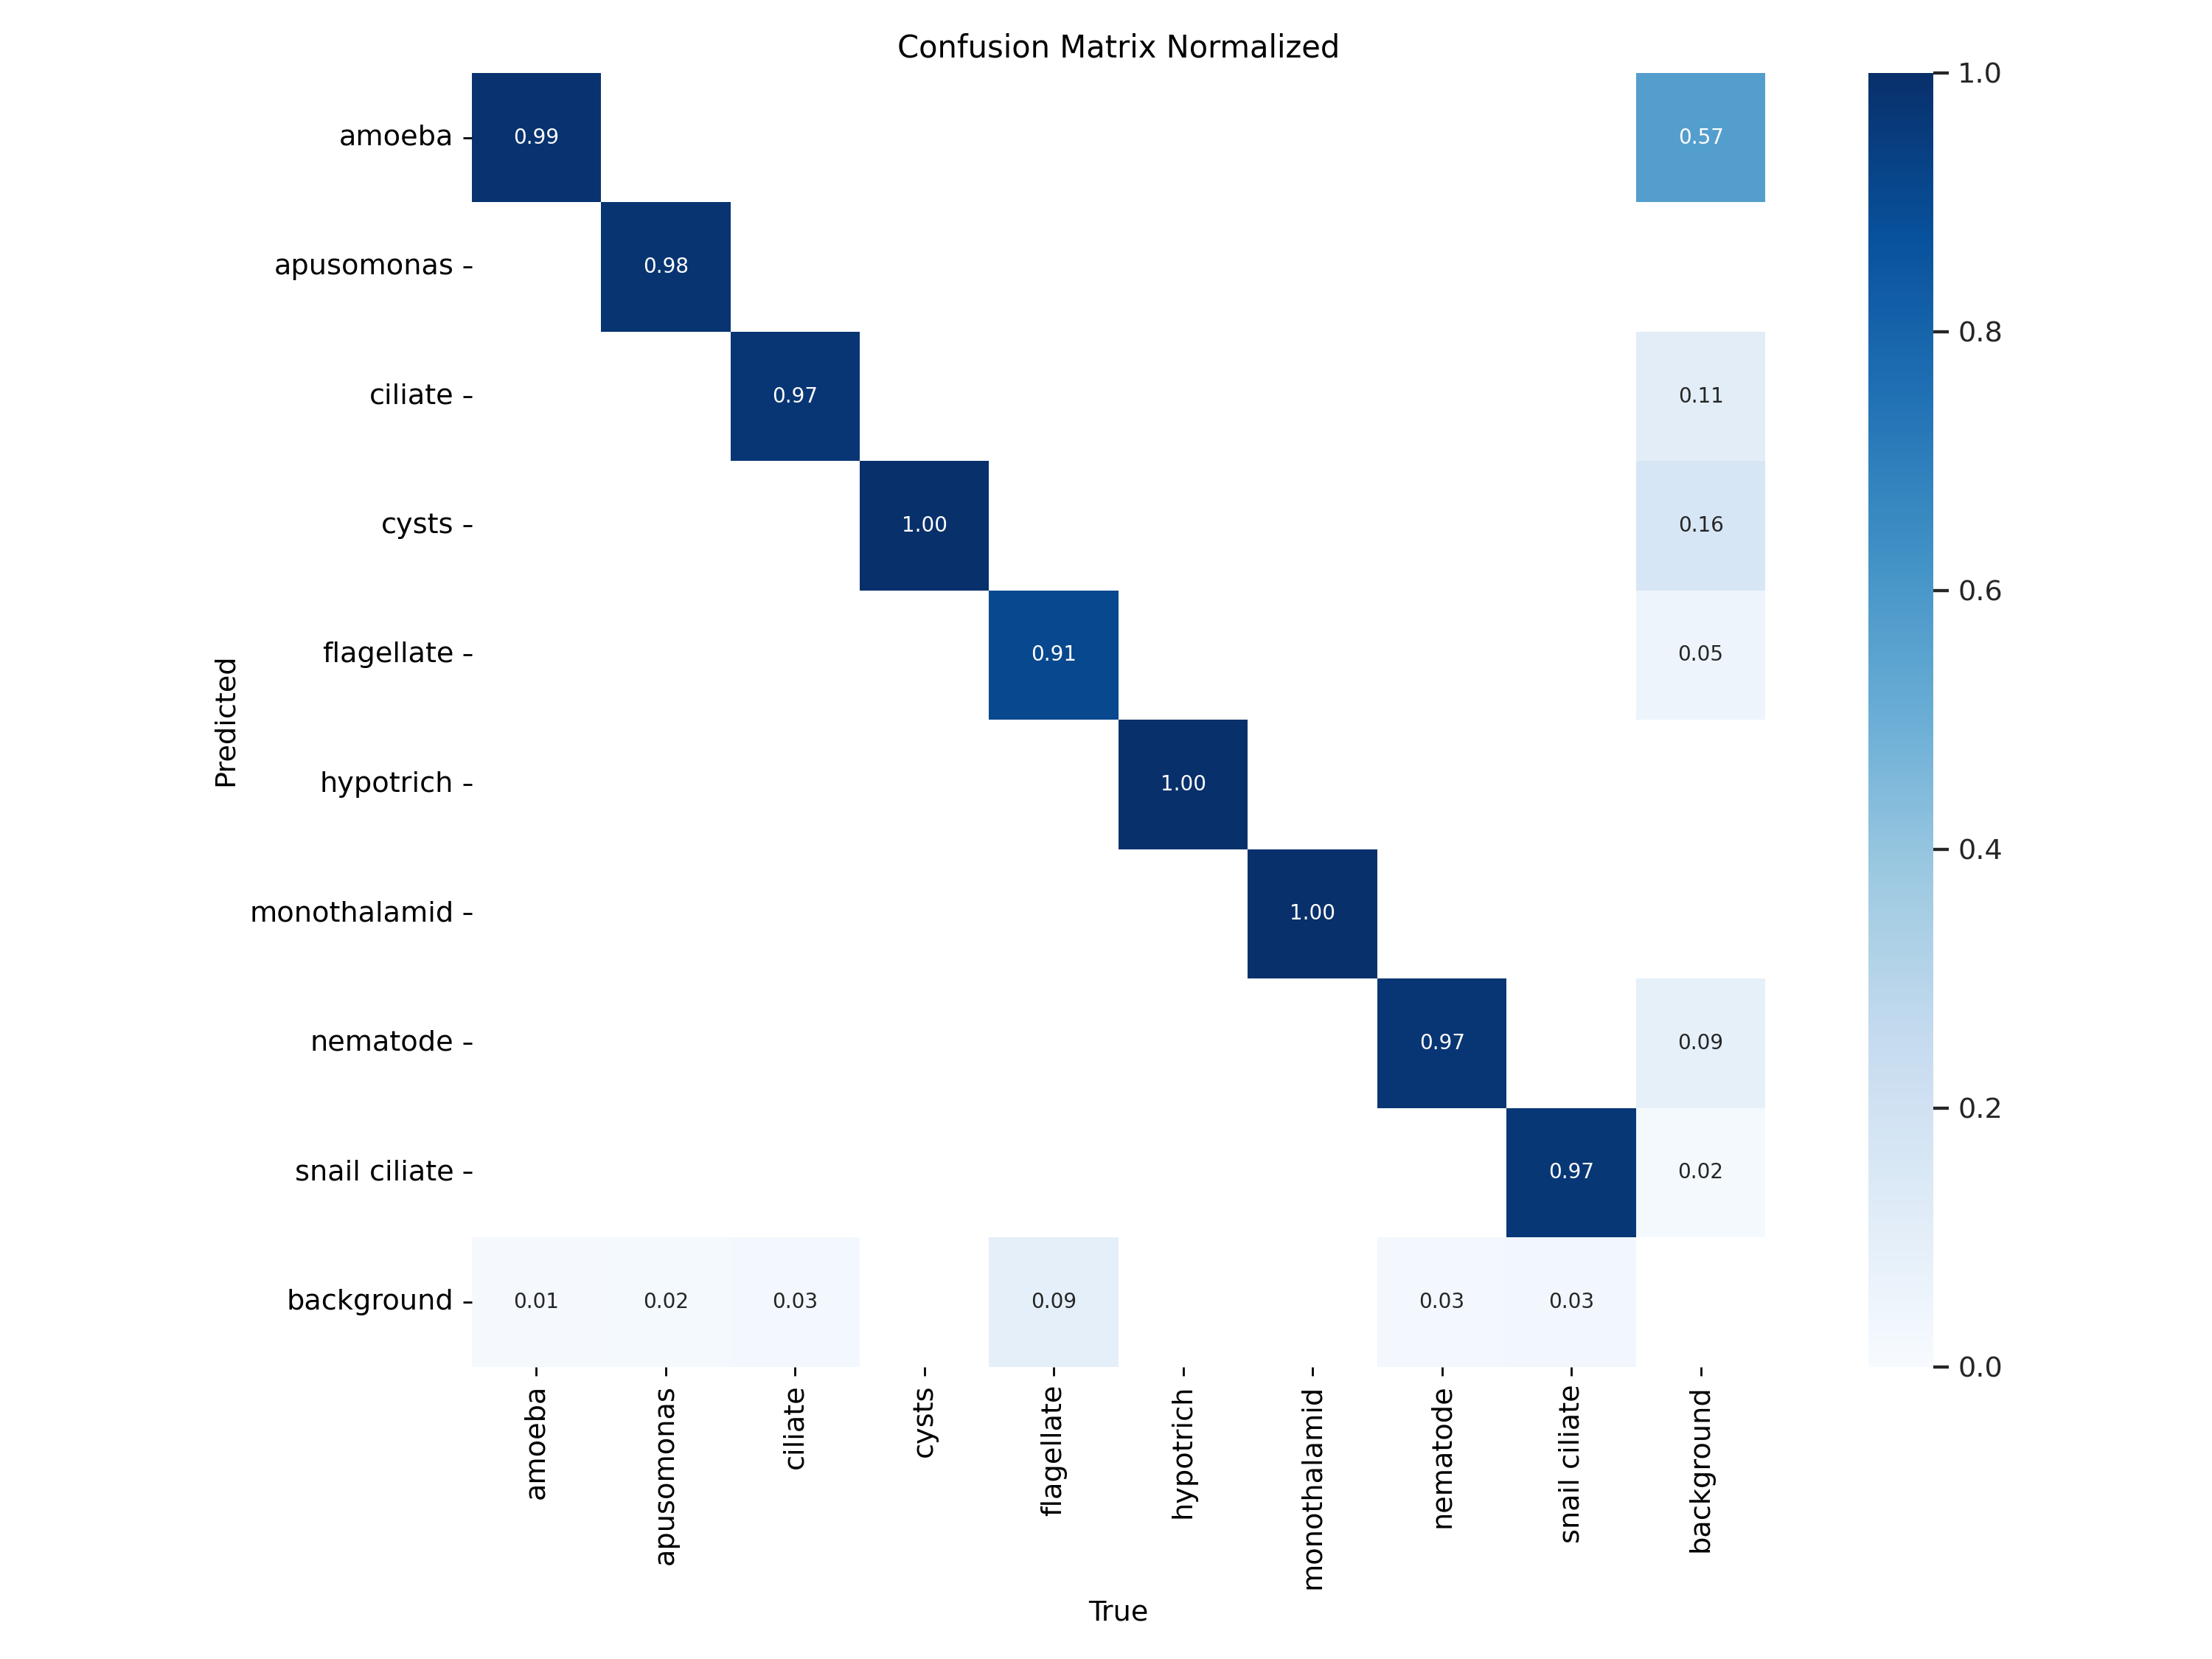 Confusion Matrix Normalized
amoeba 0.99 0.57
apusomonas 0.98
ciliate 0.97 0.11
cysts 1.00 0.16
flagellate 0.91 0.05
hypotrich 1.00
monothalamid 1.00
nematode 0.97 0.09
snail ciliate 0.97 0.02
background 0.01 0.02 0.03 0.09 0.03 0.03
Predicted
amoeba apusomonas ciliate cysts flagellate hypotrich monothalamid nematode snail ciliate background
True
1.0
0.8
0.6
0.4
0.2
0.0